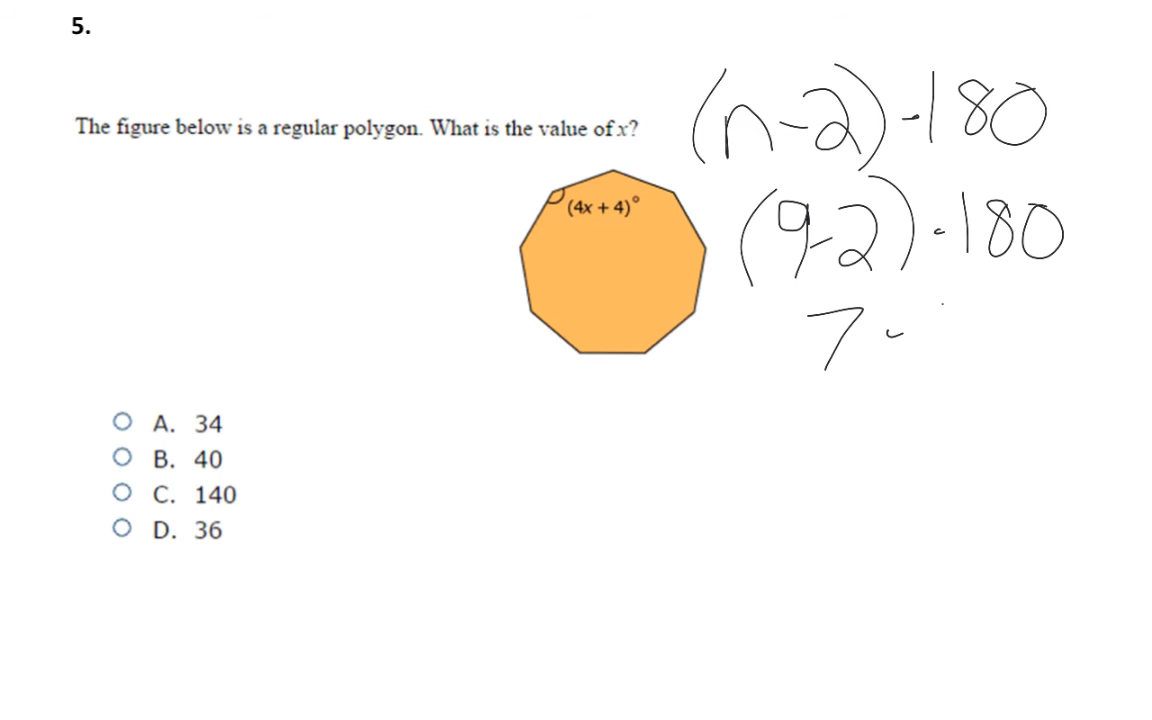 5.
(n-2)·180
The figure below is a regular polygon. What is the value of x?
(4x + 4)°
(9-2)·180
7·
A. 34
B. 40
C. 140
D. 36